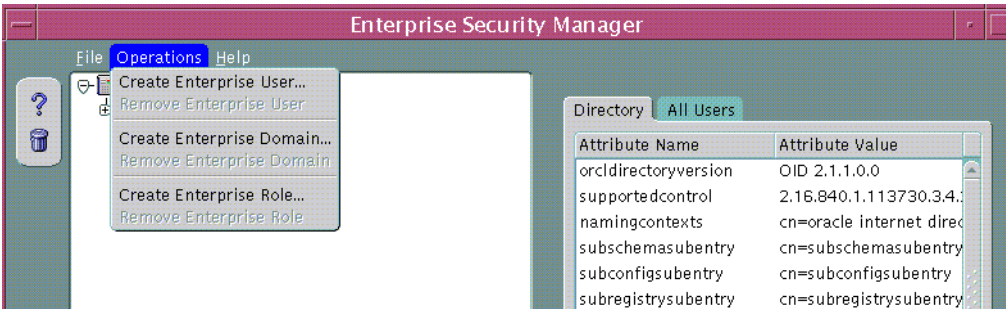 Enterprise Security Manager
File Operations Help
Create Enterprise User...
Remove Enterprise User
Create Enterprise Domain...
Remove Enterprise Domain
Create Enterprise Role...
Remove Enterprise Role
?
Directory All Users
Attribute Name Attribute Value
orcldirectoryversion OID 2.1.1.0.0
supportedcontrol 2.16.840.1.113730.3.4.
namingcontexts cn=oracle internet direc
subschemasubentry cn=subschemasubentry
subconfigsubentry cn=subconfigsubentry
subregistrysubentry cn=subregistrysubentry